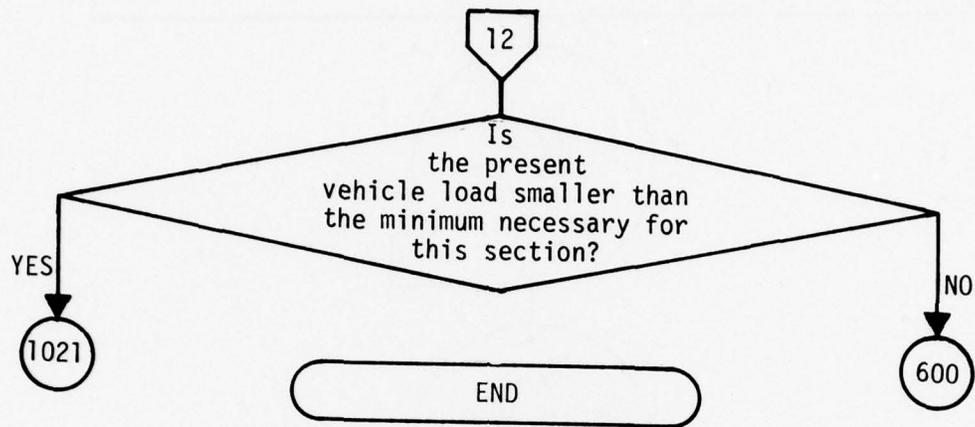 12
Is
the present
vehicle load smaller than
the minimum necessary for
this section?
YES
NO
1021
600
END